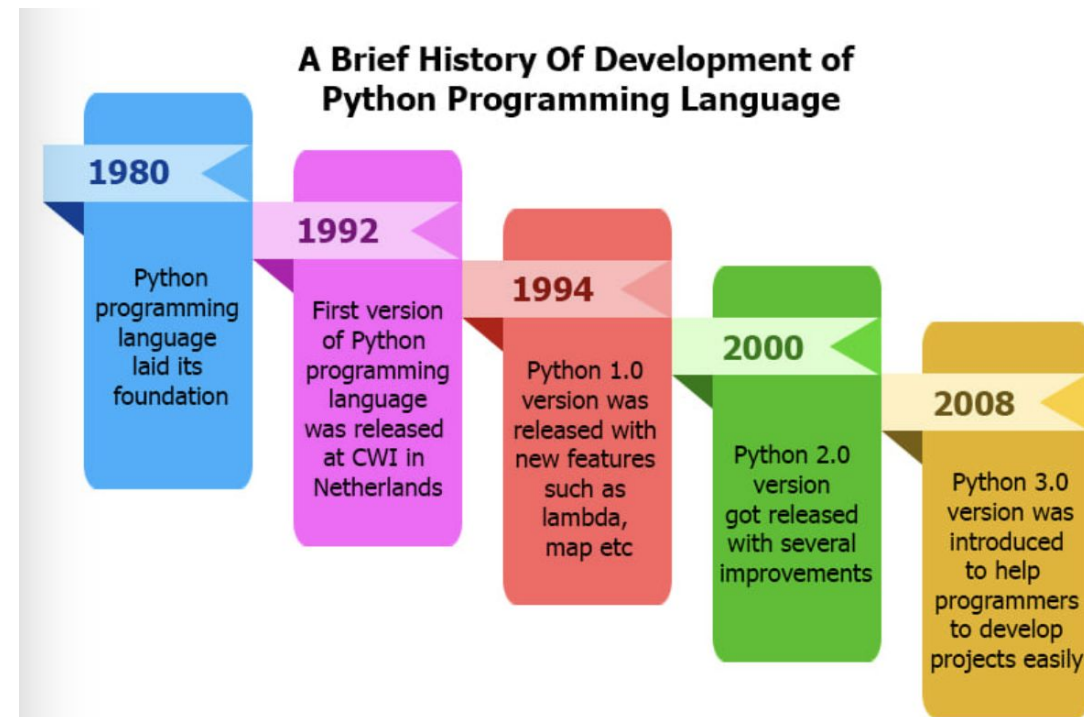 A Brief History Of Development of
Python Programming Language
1980
Python
programming
language
laid its
foundation
1992
First version
of Python
programming
language
was released
at CWI in
Netherlands
1994
Python 1.0
version was
released with
new features
such as
lambda,
map etc
2000
Python 2.0
version
got released
with several
improvements
2008
Python 3.0
version was
introduced
to help
programmers
to develop
projects easily